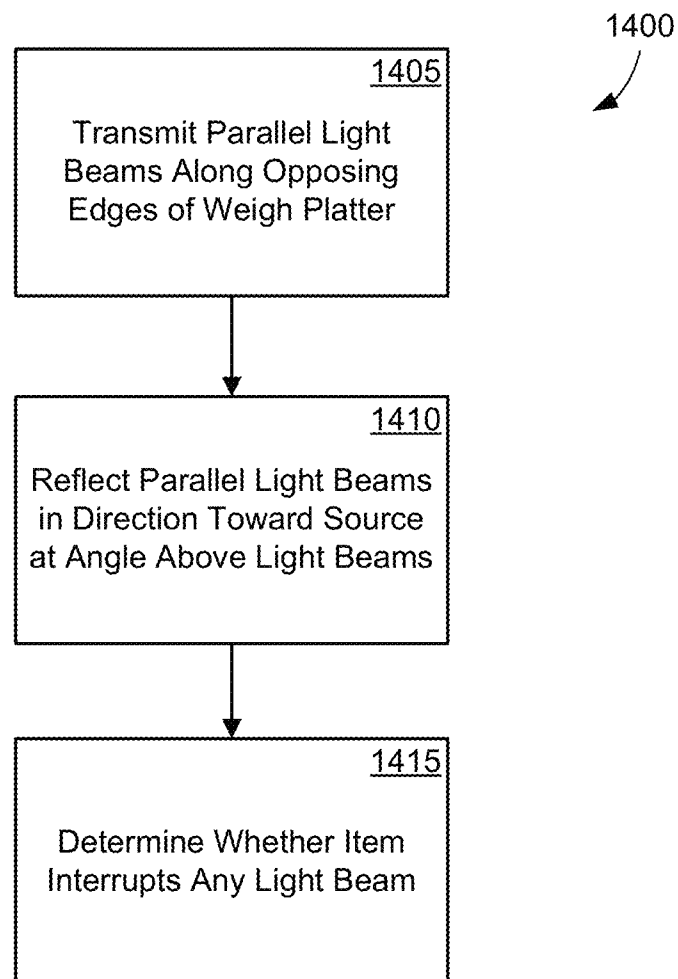 1400
1405
Transmit Parallel Light
Beams Along Opposing
Edges of Weigh Platter
1410
Reflect Parallel Light Beams
in Direction Toward Source
at Angle Above Light Beams
1415
Determine Whether Item
Interrupts Any Light Beam